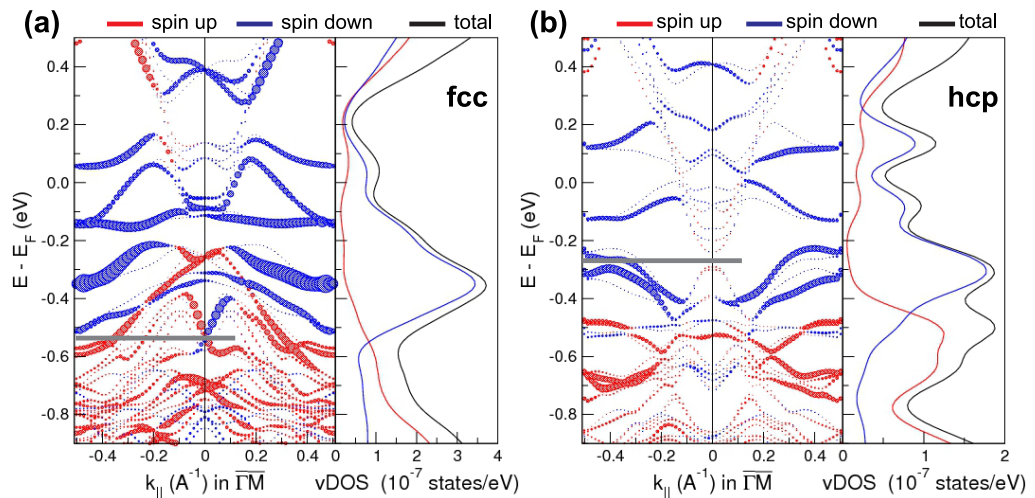 (a) spin up spin down total
fcc
E - E_F (eV)
0.4
0.2
0.0
-0.2
-0.4
-0.6
-0.8
-0.4 -0.2 0 0.2 0.4 0 1 2 3 4
k_|| (A⁻¹) in Γ̅M̅ vDOS (10⁻⁷ states/eV)
(b) spin up spin down total
hcp
E - E_F (eV)
0.4
0.2
0.0
-0.2
-0.4
-0.6
-0.8
-0.4 -0.2 0 0.2 0.4 0 1 2
k_|| (A⁻¹) in Γ̅M̅ vDOS (10⁻⁷ states/eV)